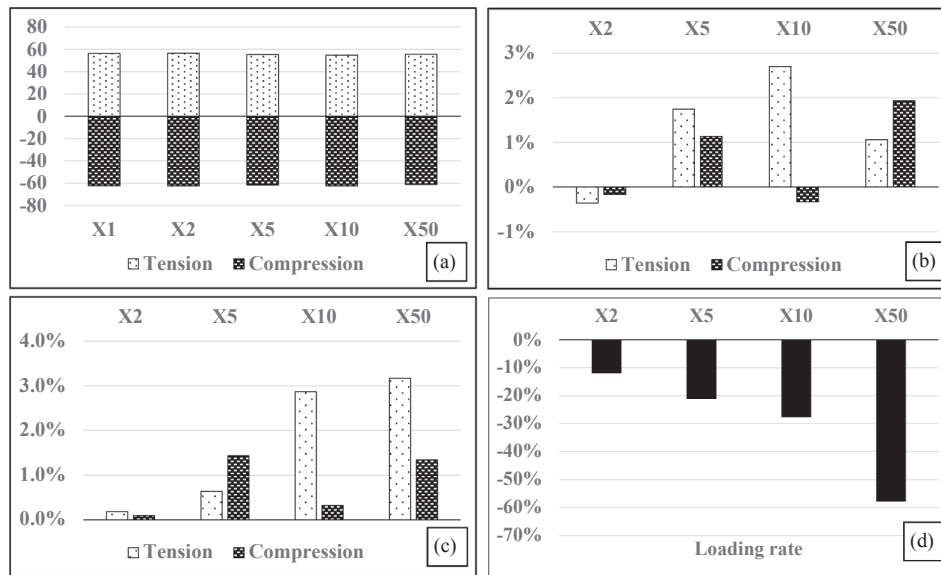 80
60
40
20
0
-20
-40
-60
-80
X1 X2 X5 X10 X50
Tension Compression
(a)
X2 X5 X10 X50
3%
2%
1%
0%
-1%
Tension Compression
(b)
X2 X5 X10 X50
4.0%
3.0%
2.0%
1.0%
0.0%
Tension Compression
(c)
X2 X5 X10 X50
0%
-10%
-20%
-30%
-40%
-50%
-60%
-70%
Loading rate
(d)